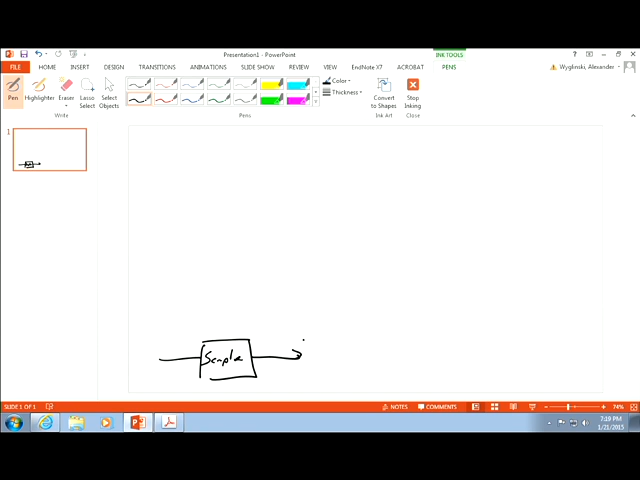 Presentation1 - PowerPoint
INK TOOLS
FILE HOME INSERT DESIGN TRANSITIONS ANIMATIONS SLIDE SHOW REVIEW VIEW EndNote X7 ACROBAT PENS
Wyglinski, Alexander
Pen Highlighter Eraser Lasso Select Select Objects
Color
Thickness
Convert to Shapes
Stop Inking
Write Pens Ink Art Close
1
Sample
SLIDE 1 OF 1 NOTES COMMENTS 74%
7:19 PM
1/21/2015